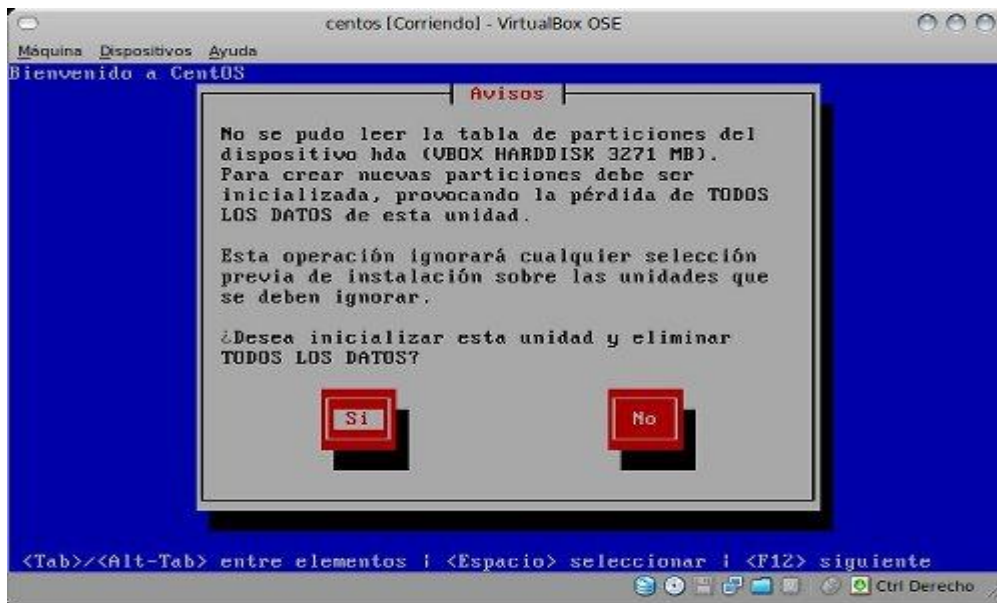 centos [Corriendo] - VirtualBox OSE
Máquina Dispositivos Ayuda
Bienvenido a CentOS
Avisos
No se pudo leer la tabla de particiones del
dispositivo hda (VBOX HARDDISK 3271 MB).
Para crear nuevas particiones debe ser
inicializada, provocando la pérdida de TODOS
LOS DATOS de esta unidad.
Esta operación ignorará cualquier selección
previa de instalación sobre las unidades que
se deben ignorar.
¿Desea inicializar esta unidad y eliminar
TODOS LOS DATOS?
Si No
<Tab>/<Alt-Tab> entre elementos | <Espacio> seleccionar | <F12> siguiente
Ctrl Derecho